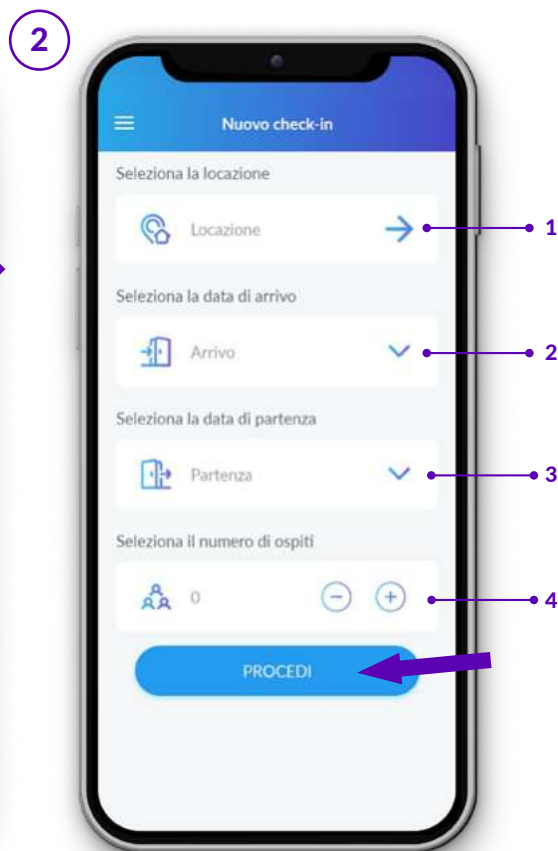 2
Nuovo check-in
Seleziona la locazione
Locazione
1
Seleziona la data di arrivo
Arrivo
2
Seleziona la data di partenza
Partenza
3
Seleziona il numero di ospiti
0
4
PROCEDI